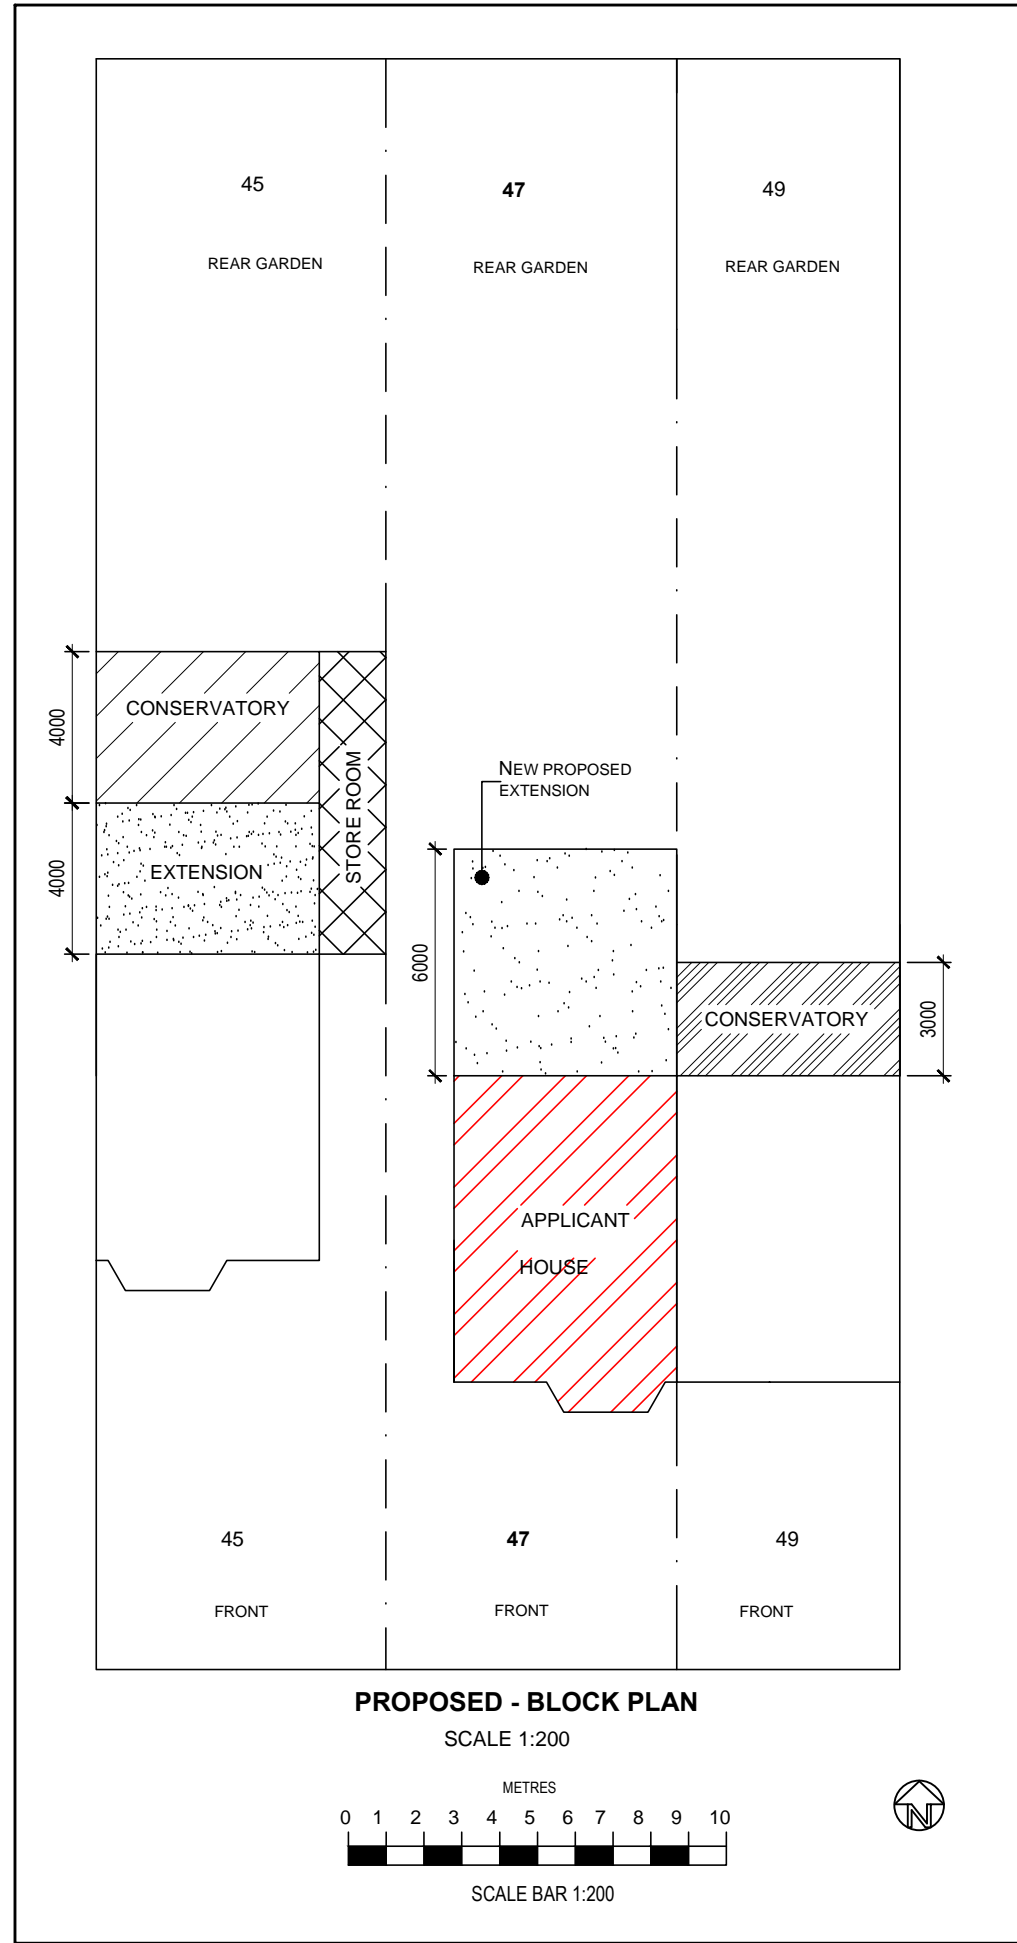 45
47
49
REAR GARDEN
REAR GARDEN
REAR GARDEN
4000
CONSERVATORY
STORE ROOM
NEW PROPOSED
EXTENSION
4000
EXTENSION
6000
CONSERVATORY
3000
APPLICANT
HOUSE
45
47
49
FRONT
FRONT
FRONT
PROPOSED - BLOCK PLAN
SCALE 1:200
METRES
0 1 2 3 4 5 6 7 8 9 10
SCALE BAR 1:200
N